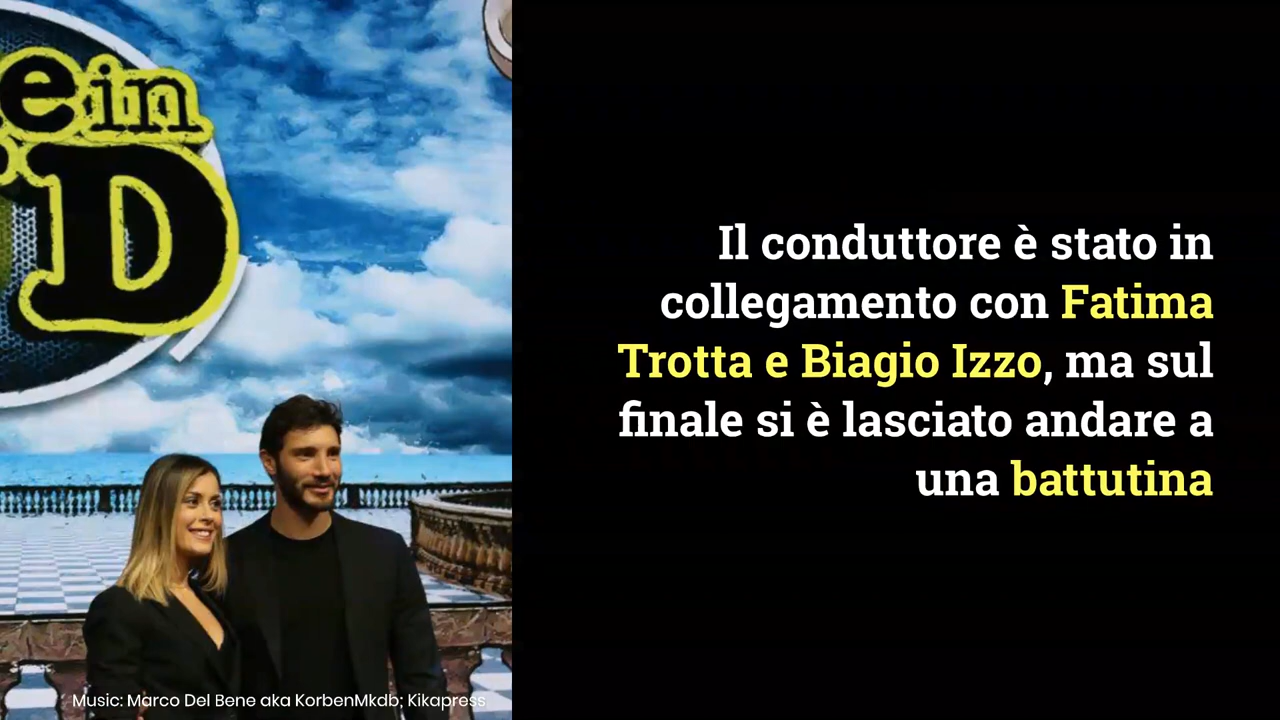 e in
D
Il conduttore è stato in
collegamento con Fatima
Trotta e Biagio Izzo, ma sul
finale si è lasciato andare a
una battutina
Music: Marco Del Bene aka KorbenMkdb; Kikapress